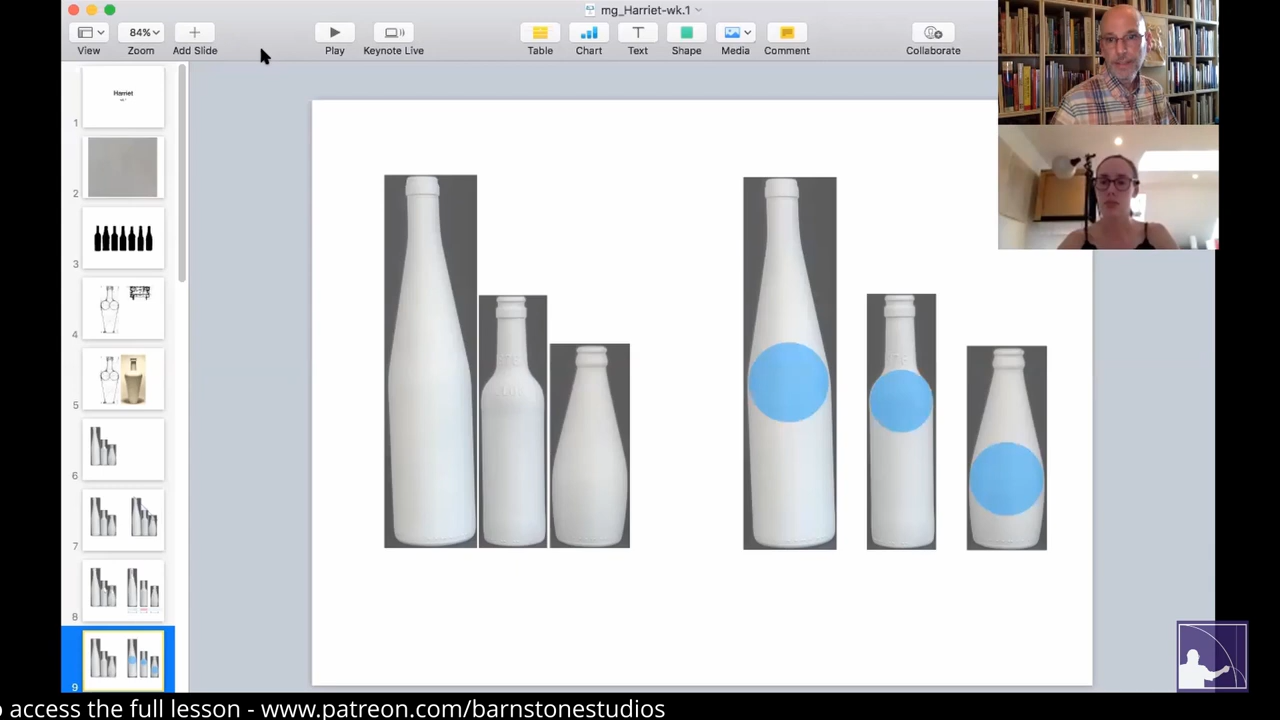 mg_Harriet-wk.1
84%
View
Zoom
Add Slide
Play
Keynote Live
Table
Chart
Text
Shape
Media
Comment
Collaborate
Harriet
1
2
3
4
5
6
7
8
9
access the full lesson - www.patreon.com/barnstonestudios